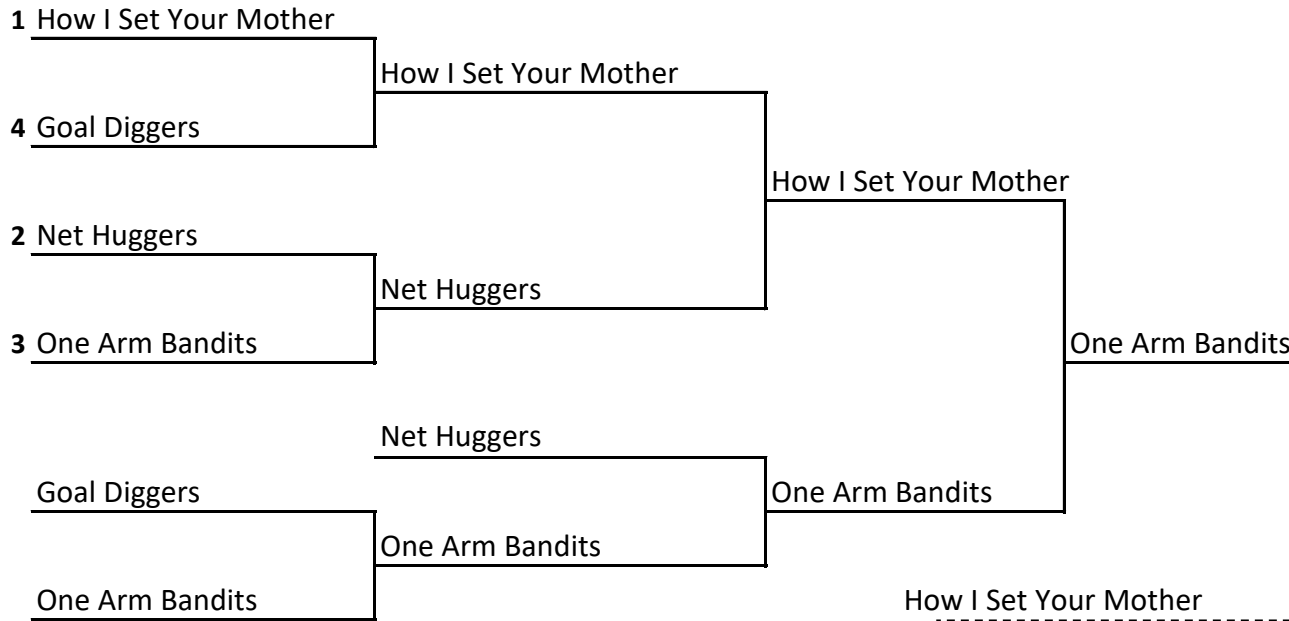 1 How I Set Your Mother
How I Set Your Mother
4 Goal Diggers
How I Set Your Mother
2 Net Huggers
Net Huggers
3 One Arm Bandits
One Arm Bandits
Net Huggers
Goal Diggers
One Arm Bandits
One Arm Bandits
One Arm Bandits
How I Set Your Mother